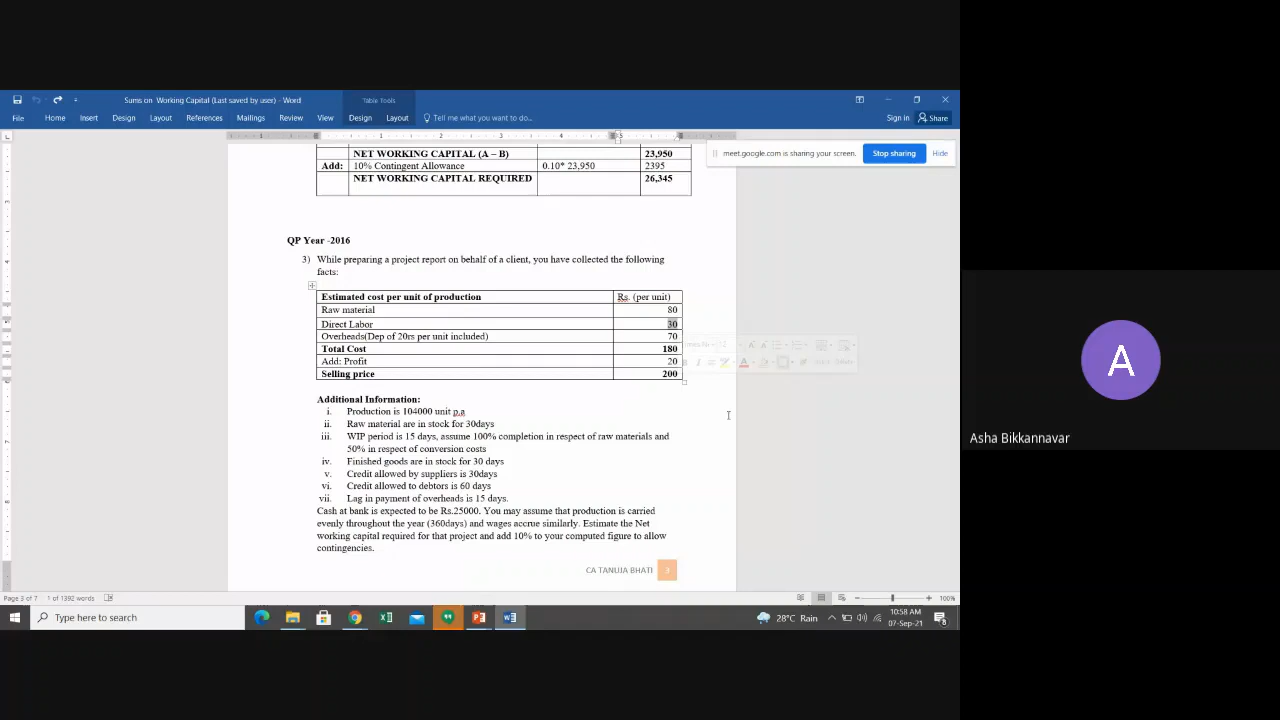 Sums on Working Capital (Last saved by user) - Word
Table Tools
File Home Insert Design Layout References Mailings Review View Design Layout Tell me what you want to do... Sign in Share
meet.google.com is sharing your screen. Stop sharing Hide
NET WORKING CAPITAL (A – B) 23,950
Add: 10% Contingent Allowance 0.10* 23,950 2395
NET WORKING CAPITAL REQUIRED 26,345
QP Year -2016
3) While preparing a project report on behalf of a client, you have collected the following
facts:
Estimated cost per unit of production Rs. (per unit)
Raw material 80
Direct Labor 30
Overheads(Dep of 20rs per unit included) 70
Total Cost 180
Add: Profit 20
Selling price 200
Additional Information:
i. Production is 104000 unit p.a
ii. Raw material are in stock for 30days
iii. WIP period is 15 days, assume 100% completion in respect of raw materials and
50% in respect of conversion costs
iv. Finished goods are in stock for 30 days
v. Credit allowed by suppliers is 30days
vi. Credit allowed to debtors is 60 days
vii. Lag in payment of overheads is 15 days.
Cash at bank is expected to be Rs.25000. You may assume that production is carried
evenly throughout the year (360days) and wages accrue similarly. Estimate the Net
working capital required for that project and add 10% to your computed figure to allow
contingencies.
CA TANUJA BHATI 3
A
Asha Bikkannavar
Page 3 of 7 1 of 1392 words 100%
Type here to search
28°C Rain
10:58 AM
07-Sep-21